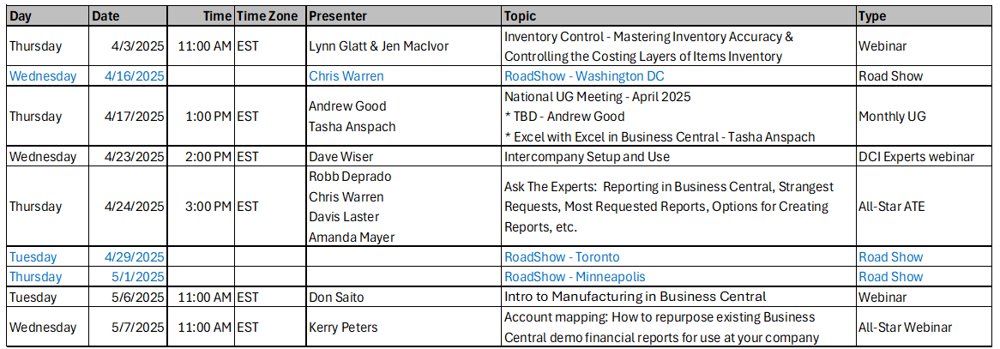 Day Date Time Time Zone Presenter Topic Type
Thursday 4/3/2025 11:00 AM EST Lynn Glatt & Jen MacIvor Inventory Control - Mastering Inventory Accuracy &
Controlling the Costing Layers of Items Inventory Webinar
Wednesday 4/16/2025 Chris Warren RoadShow - Washington DC Road Show
Thursday 4/17/2025 1:00 PM EST Andrew Good
Tasha Anspach
National UG Meeting - April 2025
* TBD - Andrew Good
* Excel with Excel in Business Central - Tasha Anspach
Monthly UG
Wednesday 4/23/2025 2:00 PM EST Dave Wiser Intercompany Setup and Use DCI Experts webinar
Thursday 4/24/2025 3:00 PM EST Robb Deprado
Chris Warren
Davis Laster
Amanda Mayer
Ask The Experts: Reporting in Business Central, Strangest
Requests, Most Requested Reports, Options for Creating
Reports, etc.
All-Star ATE
Tuesday 4/29/2025 RoadShow - Toronto Road Show
Thursday 5/1/2025 RoadShow - Minneapolis Road Show
Tuesday 5/6/2025 11:00 AM EST Don Saito Intro to Manufacturing in Business Central Webinar
Wednesday 5/7/2025 11:00 AM EST Kerry Peters Account mapping: How to repurpose existing Business
Central demo financial reports for use at your company All-Star Webinar